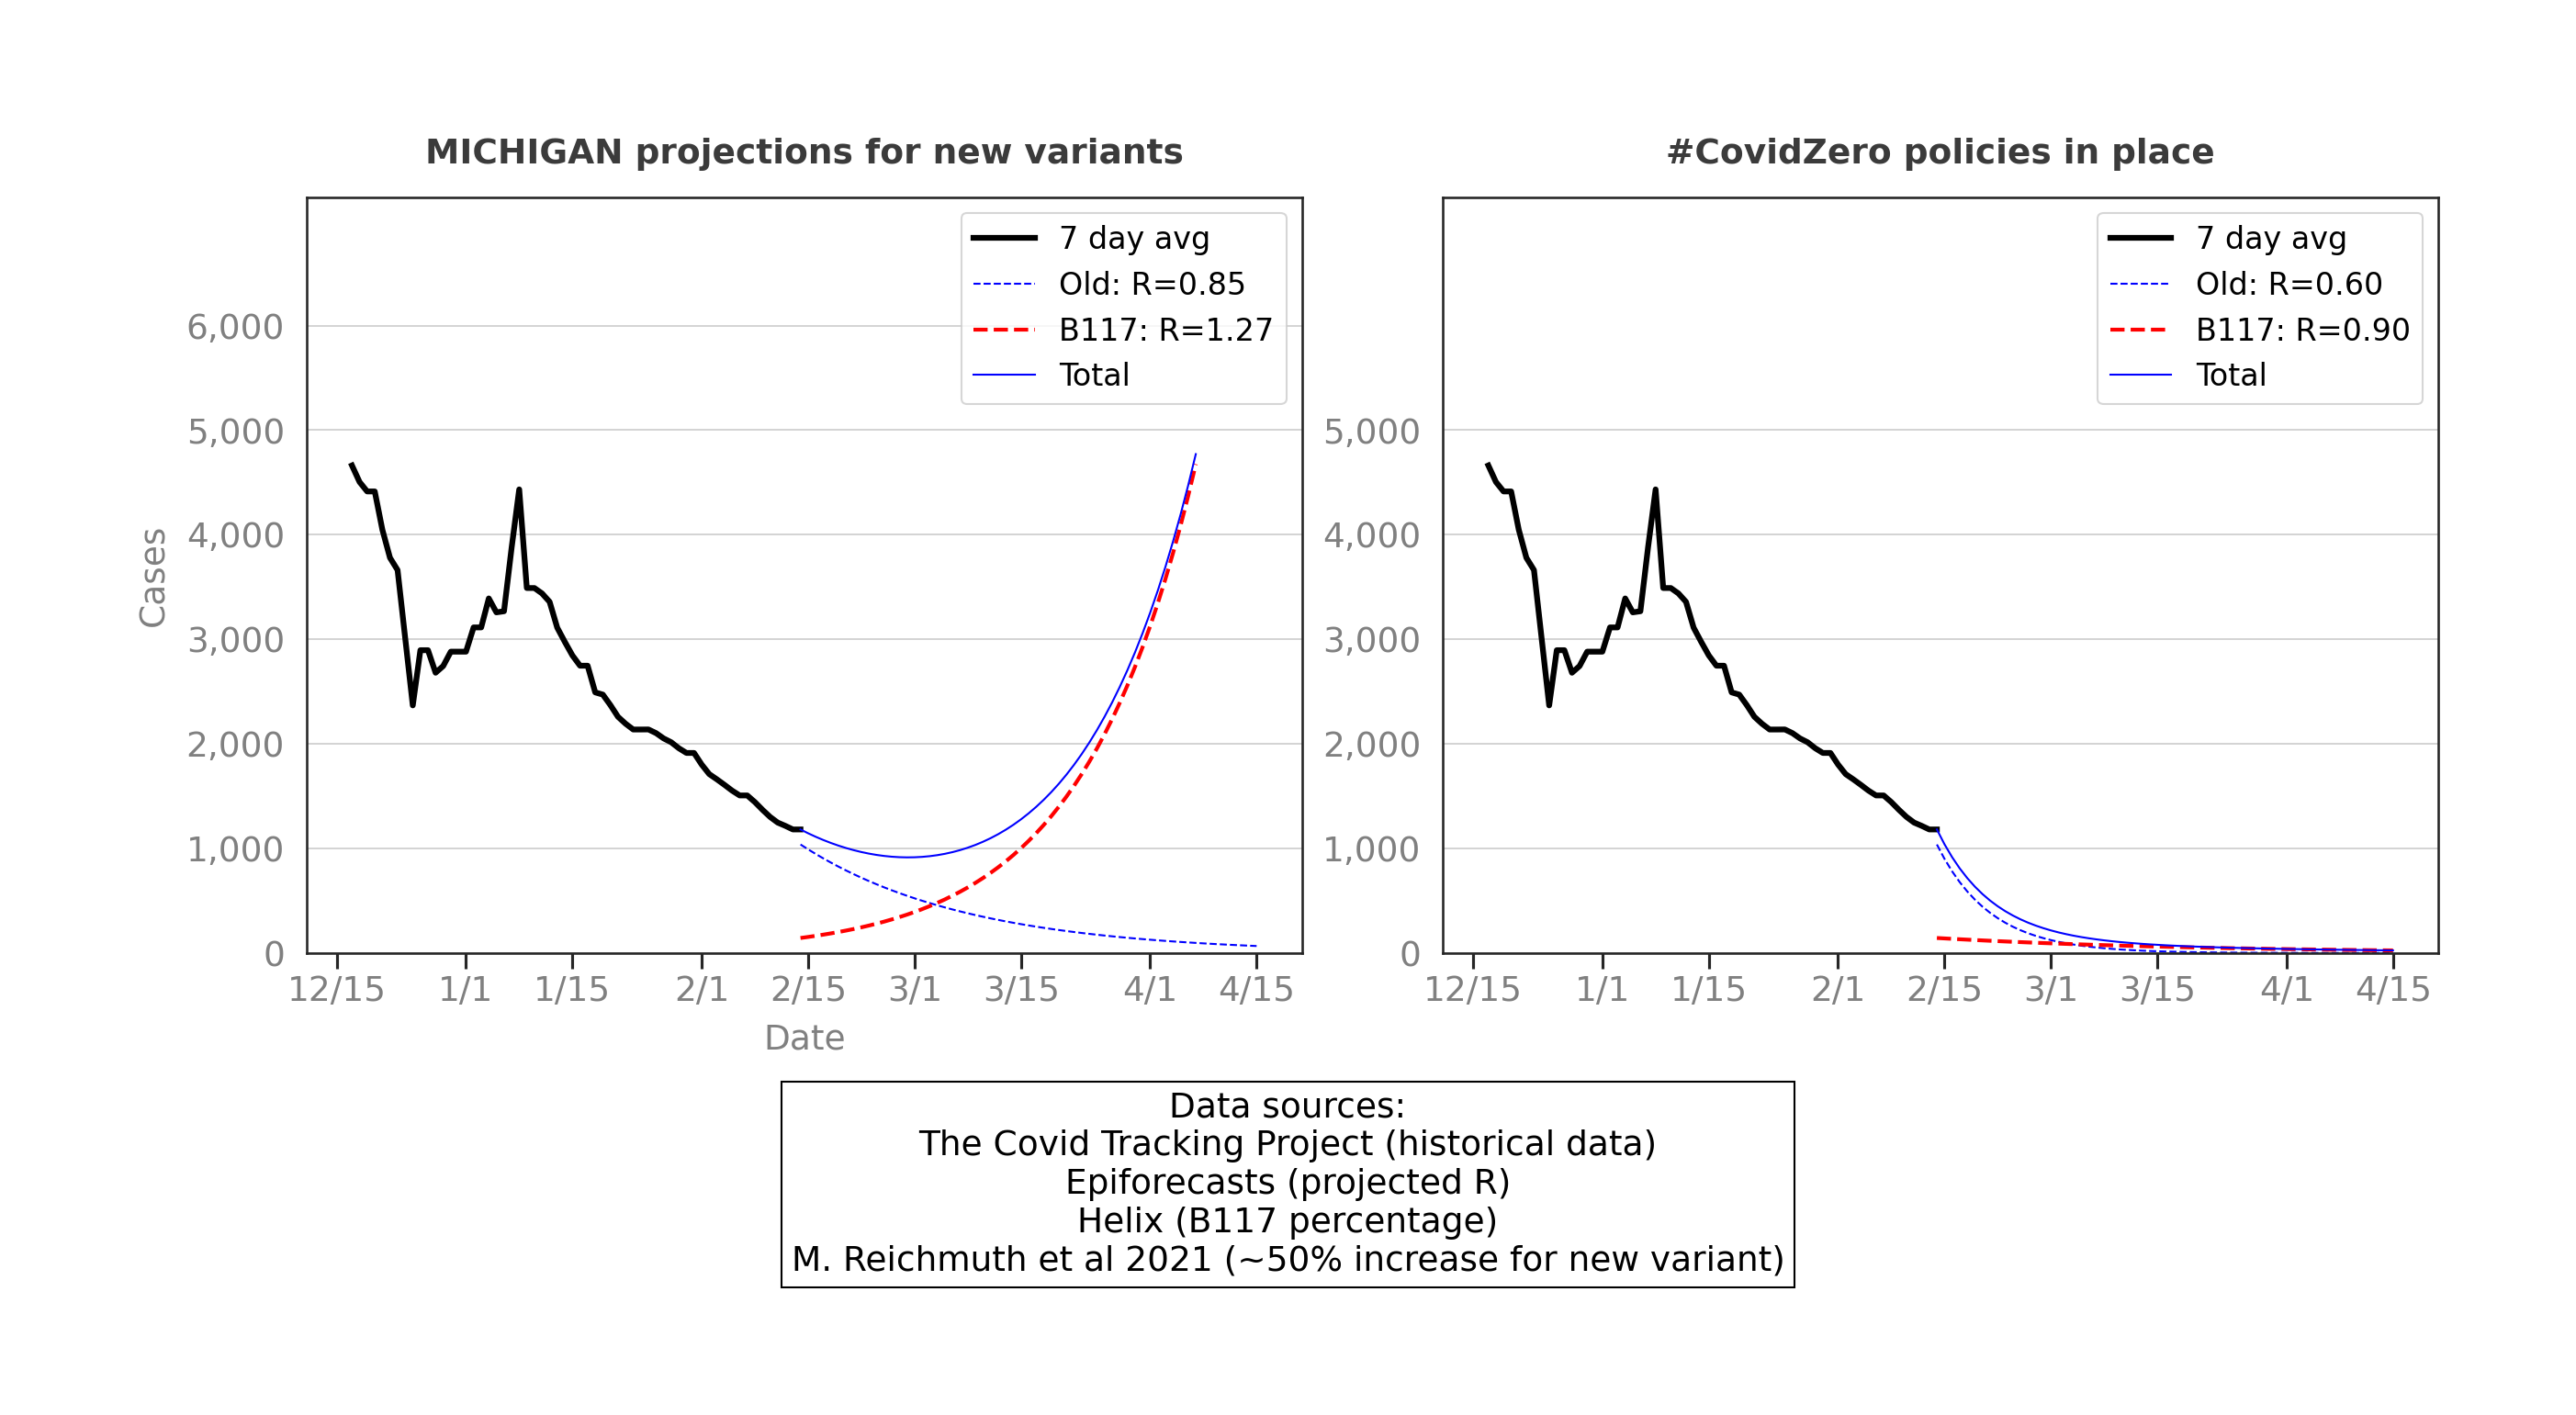 MICHIGAN projections for new variants
7 day avg
Old: R=0.85
B117: R=1.27
Total
6,000
5,000
4,000
3,000
2,000
1,000
0
Cases
12/15 1/1 1/15 2/1 2/15 3/1 3/15 4/1 4/15
Date
#CovidZero policies in place
7 day avg
Old: R=0.60
B117: R=0.90
Total
5,000
4,000
3,000
2,000
1,000
0
12/15 1/1 1/15 2/1 2/15 3/1 3/15 4/1 4/15
Data sources:
The Covid Tracking Project (historical data)
Epiforecasts (projected R)
Helix (B117 percentage)
M. Reichmuth et al 2021 (~50% increase for new variant)